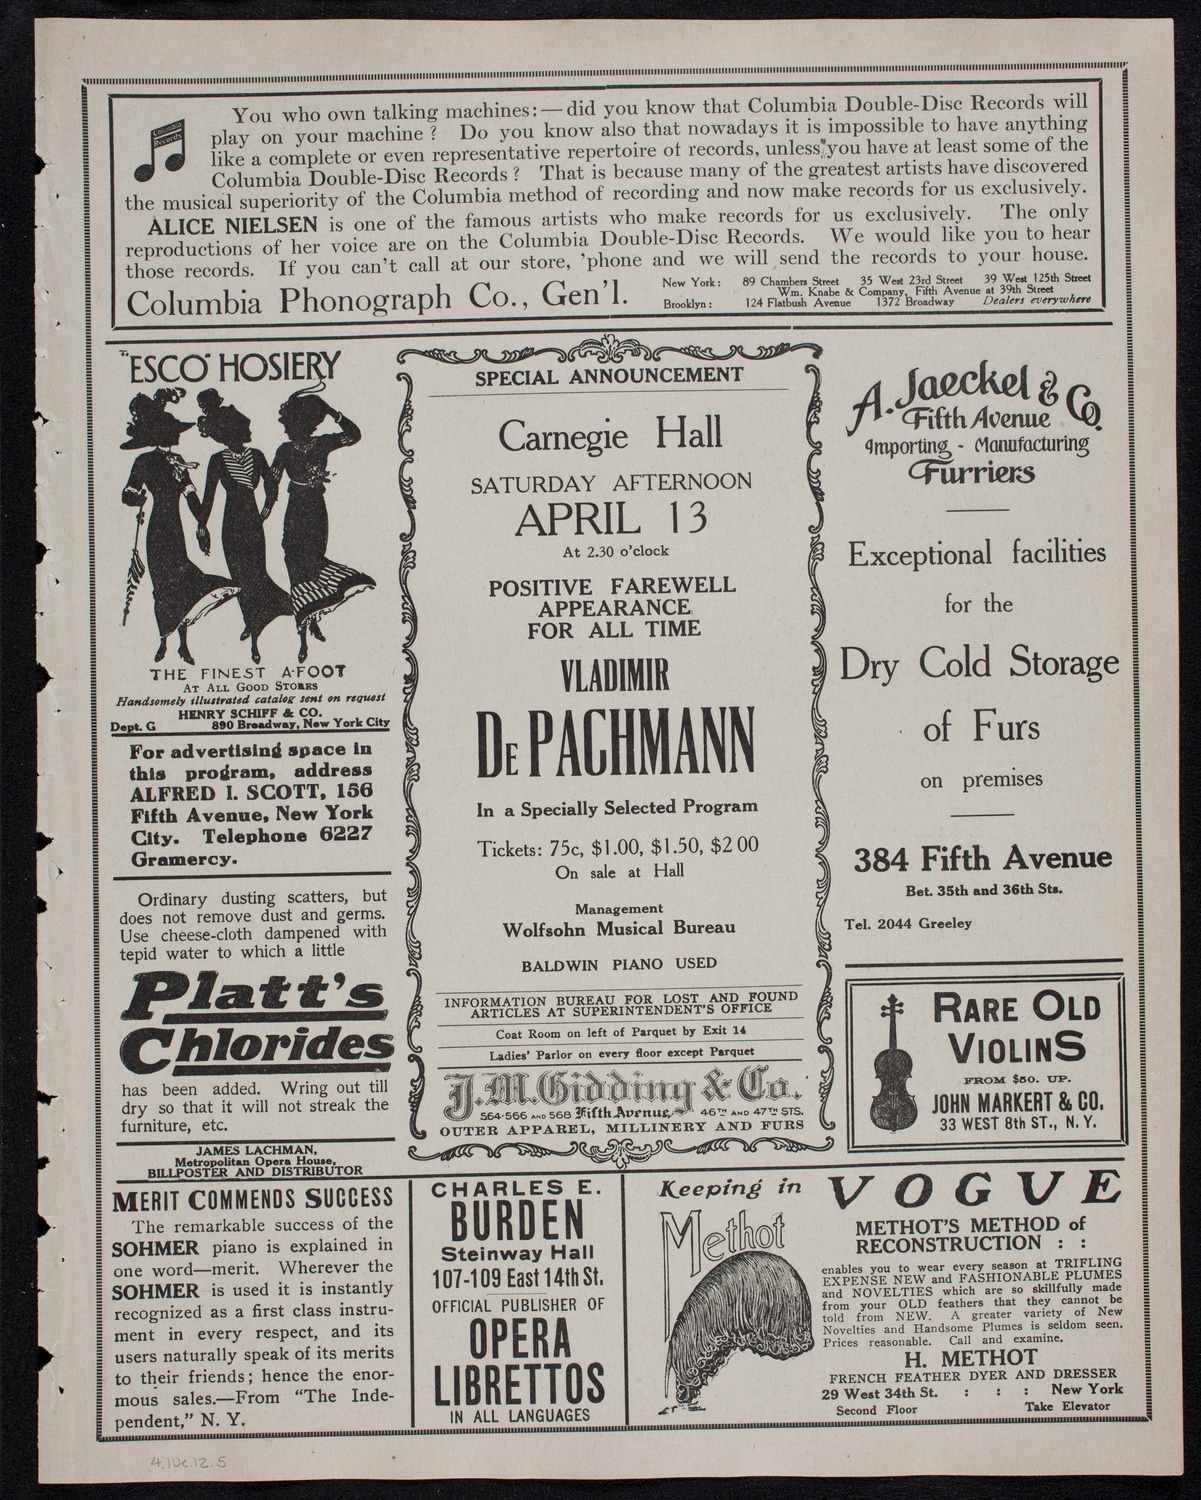 Columbia
Records
You who own talking machines:—did you know that Columbia Double-Disc Records will
play on your machine? Do you know also that nowadays it is impossible to have anything
like a complete or even representative repertoire of records, unless you have at least some of the
Columbia Double-Disc Records? That is because many of the greatest artists have discovered
the musical superiority of the Columbia method of recording and now make records for us exclusively.
ALICE NIELSEN is one of the famous artists who make records for us exclusively. The only
reproductions of her voice are on the Columbia Double-Disc Records. We would like you to hear
those records. If you can't call at our store, 'phone and we will send the records to your house.
Columbia Phonograph Co., Gen'l.
New York: 89 Chambers Street 35 West 23rd Street 39 West 125th Street
Wm. Knabe & Company, Fifth Avenue at 39th Street
Brooklyn: 124 Flatbush Avenue 1372 Broadway Dealers everywhere
"ESCO" HOSIERY
THE FINEST A-FOOT
AT ALL GOOD STORES
Handsomely illustrated catalog sent on request
HENRY SCHIFF & CO.
Dept. G 890 Broadway, New York City
For advertising space in
this program, address
ALFRED I. SCOTT, 156
Fifth Avenue, New York
City. Telephone 6227
Gramercy.
Ordinary dusting scatters, but
does not remove dust and germs.
Use cheese-cloth dampened with
tepid water to which a little
Platt's
Chlorides
has been added. Wring out till
dry so that it will not streak the
furniture, etc.
JAMES LACHMAN,
Metropolitan Opera House,
BILLPOSTER AND DISTRIBUTOR
SPECIAL ANNOUNCEMENT
Carnegie Hall
SATURDAY AFTERNOON
APRIL 13
At 2.30 o'clock
POSITIVE FAREWELL
APPEARANCE
FOR ALL TIME
VLADIMIR
DE PACHMANN
In a Specially Selected Program
Tickets: 75c, $1.00, $1.50, $2 00
On sale at Hall
Management
Wolfsohn Musical Bureau
BALDWIN PIANO USED
INFORMATION BUREAU FOR LOST AND FOUND
ARTICLES AT SUPERINTENDENT'S OFFICE
Coat Room on left of Parquet by Exit 14
Ladies' Parlor on every floor except Parquet
J. M. Gidding & Co.
564-566 AND 568 Fifth Avenue, 46TH AND 47TH STS.
OUTER APPAREL, MILLINERY AND FURS
A. Jaeckel & Co.
Fifth Avenue
Importing - Manufacturing
Furriers
Exceptional facilities
for the
Dry Cold Storage
of Furs
on premises
384 Fifth Avenue
Bet. 35th and 36th Sts.
Tel. 2044 Greeley
RARE OLD
VIOLINS
FROM $50. UP.
JOHN MARKERT & CO.
33 WEST 8th ST., N. Y.
MERIT COMMENDS SUCCESS
The remarkable success of the
SOHMER piano is explained in
one word—merit. Wherever the
SOHMER is used it is instantly
recognized as a first class instru-
ment in every respect, and its
users naturally speak of its merits
to their friends; hence the enor-
mous sales.—From "The Inde-
pendent," N. Y.
CHARLES E.
BURDEN
Steinway Hall
107-109 East 14th St.
OFFICIAL PUBLISHER OF
OPERA
LIBRETTOS
IN ALL LANGUAGES
Keeping in VOGUE
Methot
METHOT'S METHOD of
RECONSTRUCTION : :
enables you to wear every season at TRIFLING
EXPENSE NEW and FASHIONABLE PLUMES
and NOVELTIES which are so skillfully made
from your OLD feathers that they cannot be
told from NEW. A greater variety of New
Novelties and Handsome Plumes is seldom seen.
Prices reasonable. Call and examine.
H. METHOT
FRENCH FEATHER DYER AND DRESSER
29 West 34th St. : : : New York
Second Floor Take Elevator